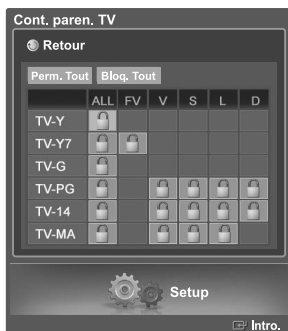 Cont. paren. TV
Retour
Perm. Tout Bloq. Tout
ALL FV V S L D
TV-Y
TV-Y7
TV-G
TV-PG
TV-14
TV-MA
Setup
Intro.